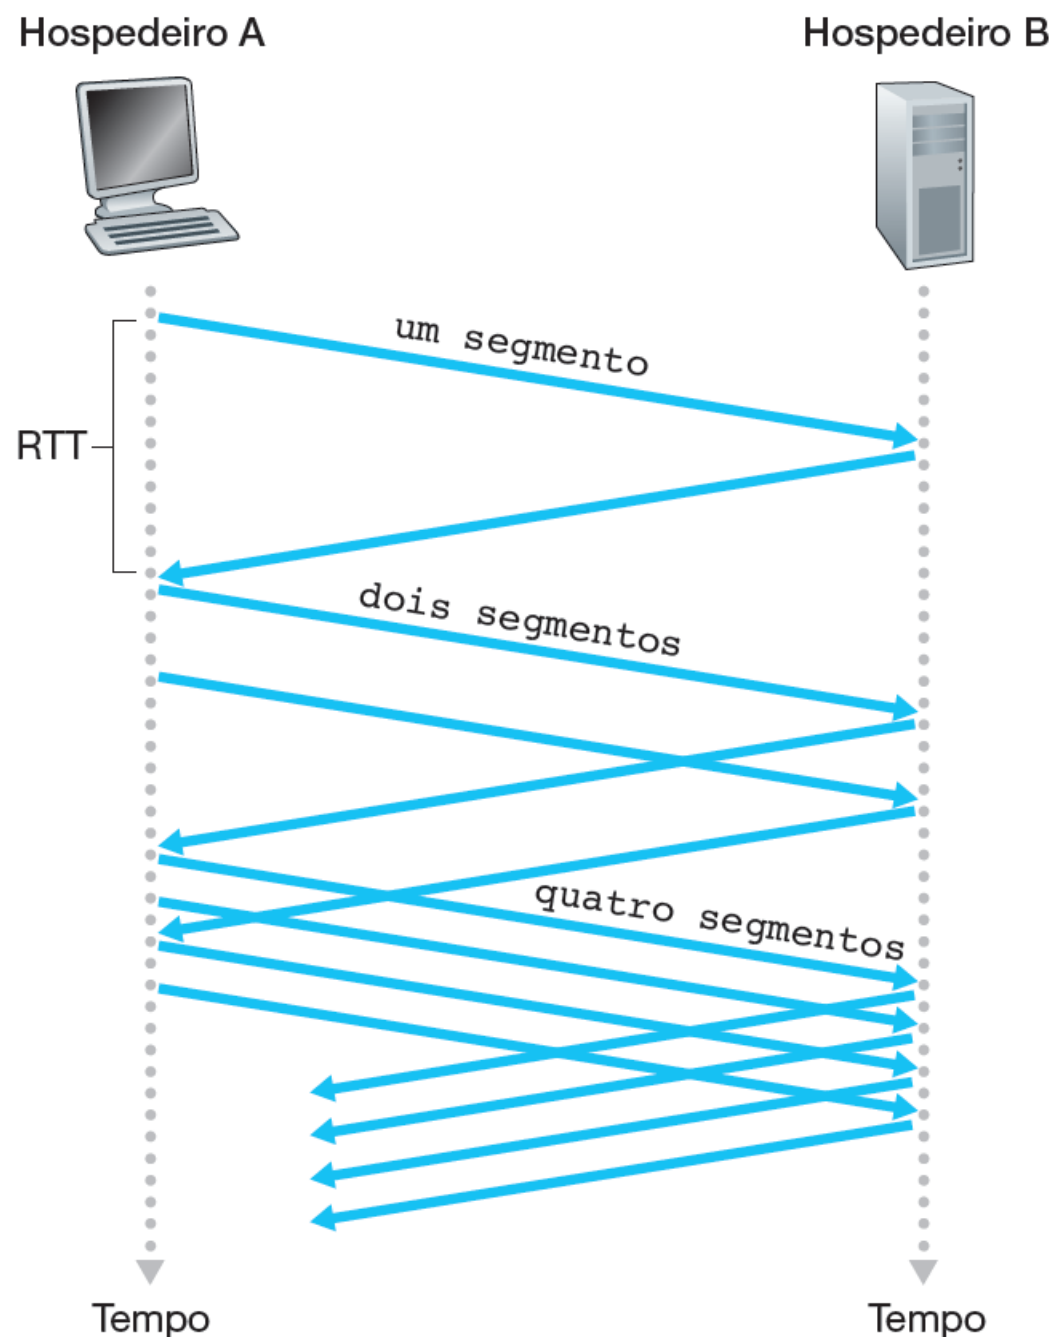 Hospedeiro A
Hospedeiro B
um segmento
RTT
dois segmentos
quatro segmentos
Tempo
Tempo